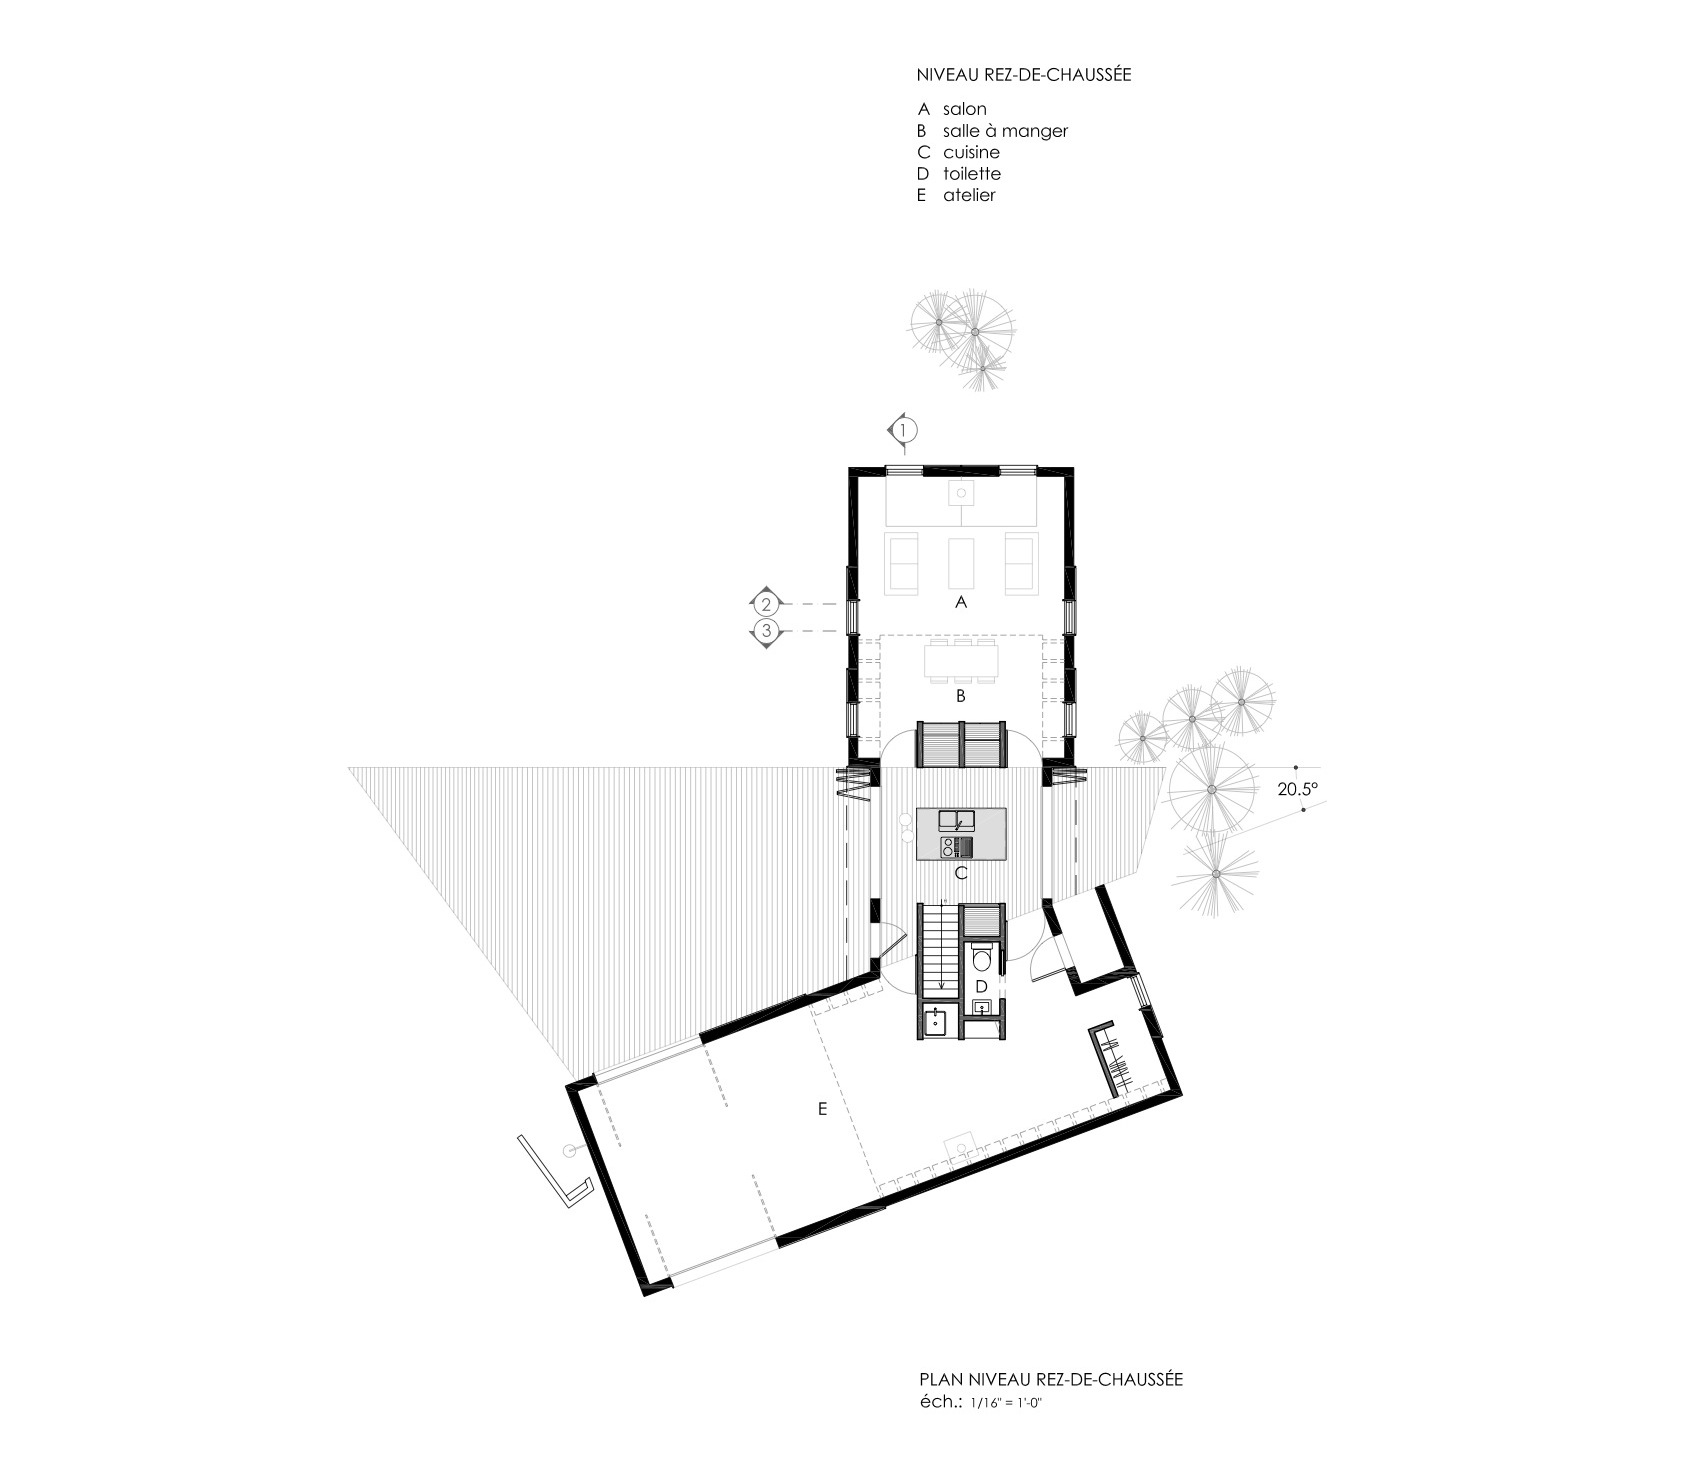 NIVEAU REZ-DE-CHAUSSÉE
A salon
B salle à manger
C cuisine
D toilette
E atelier
1
2
3
A
B
20.5°
C
D
E
PLAN NIVEAU REZ-DE-CHAUSSÉE
éch.: 1/16" = 1'-0"